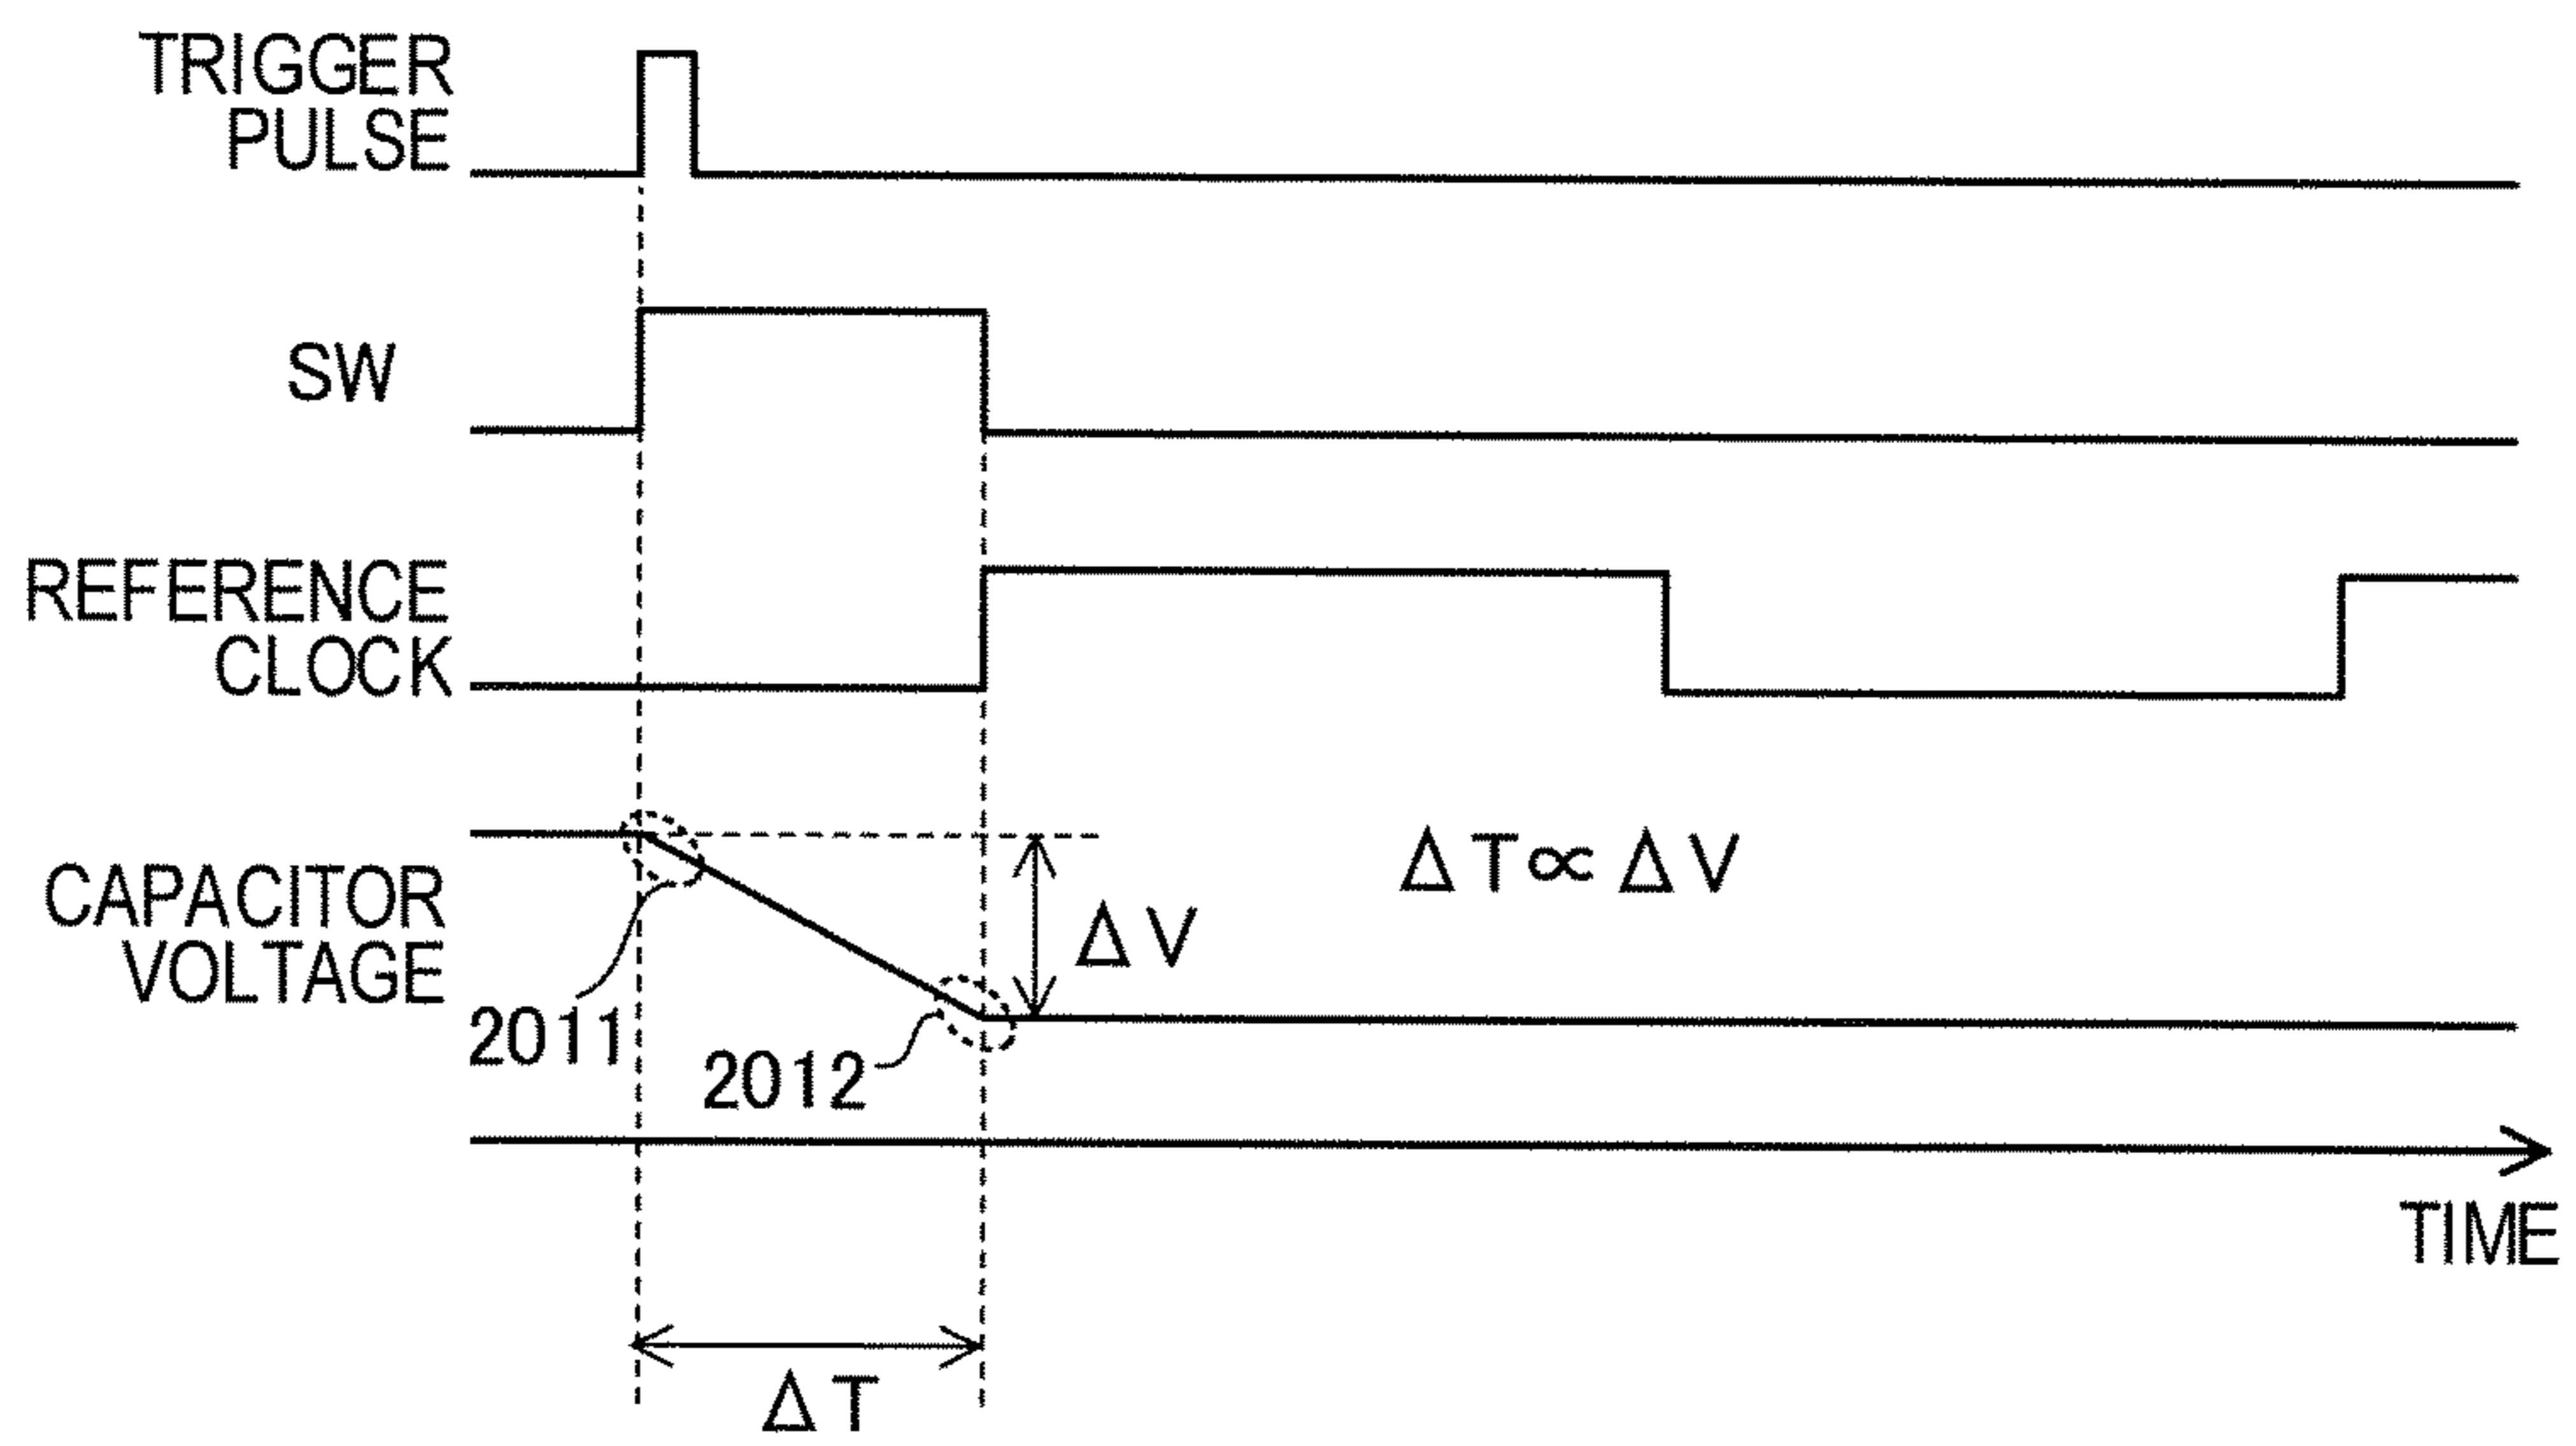 TRIGGER
PULSE
SW
REFERENCE
CLOCK
CAPACITOR
VOLTAGE
2011
2012
ΔV
ΔT∝ΔV
TIME
ΔT